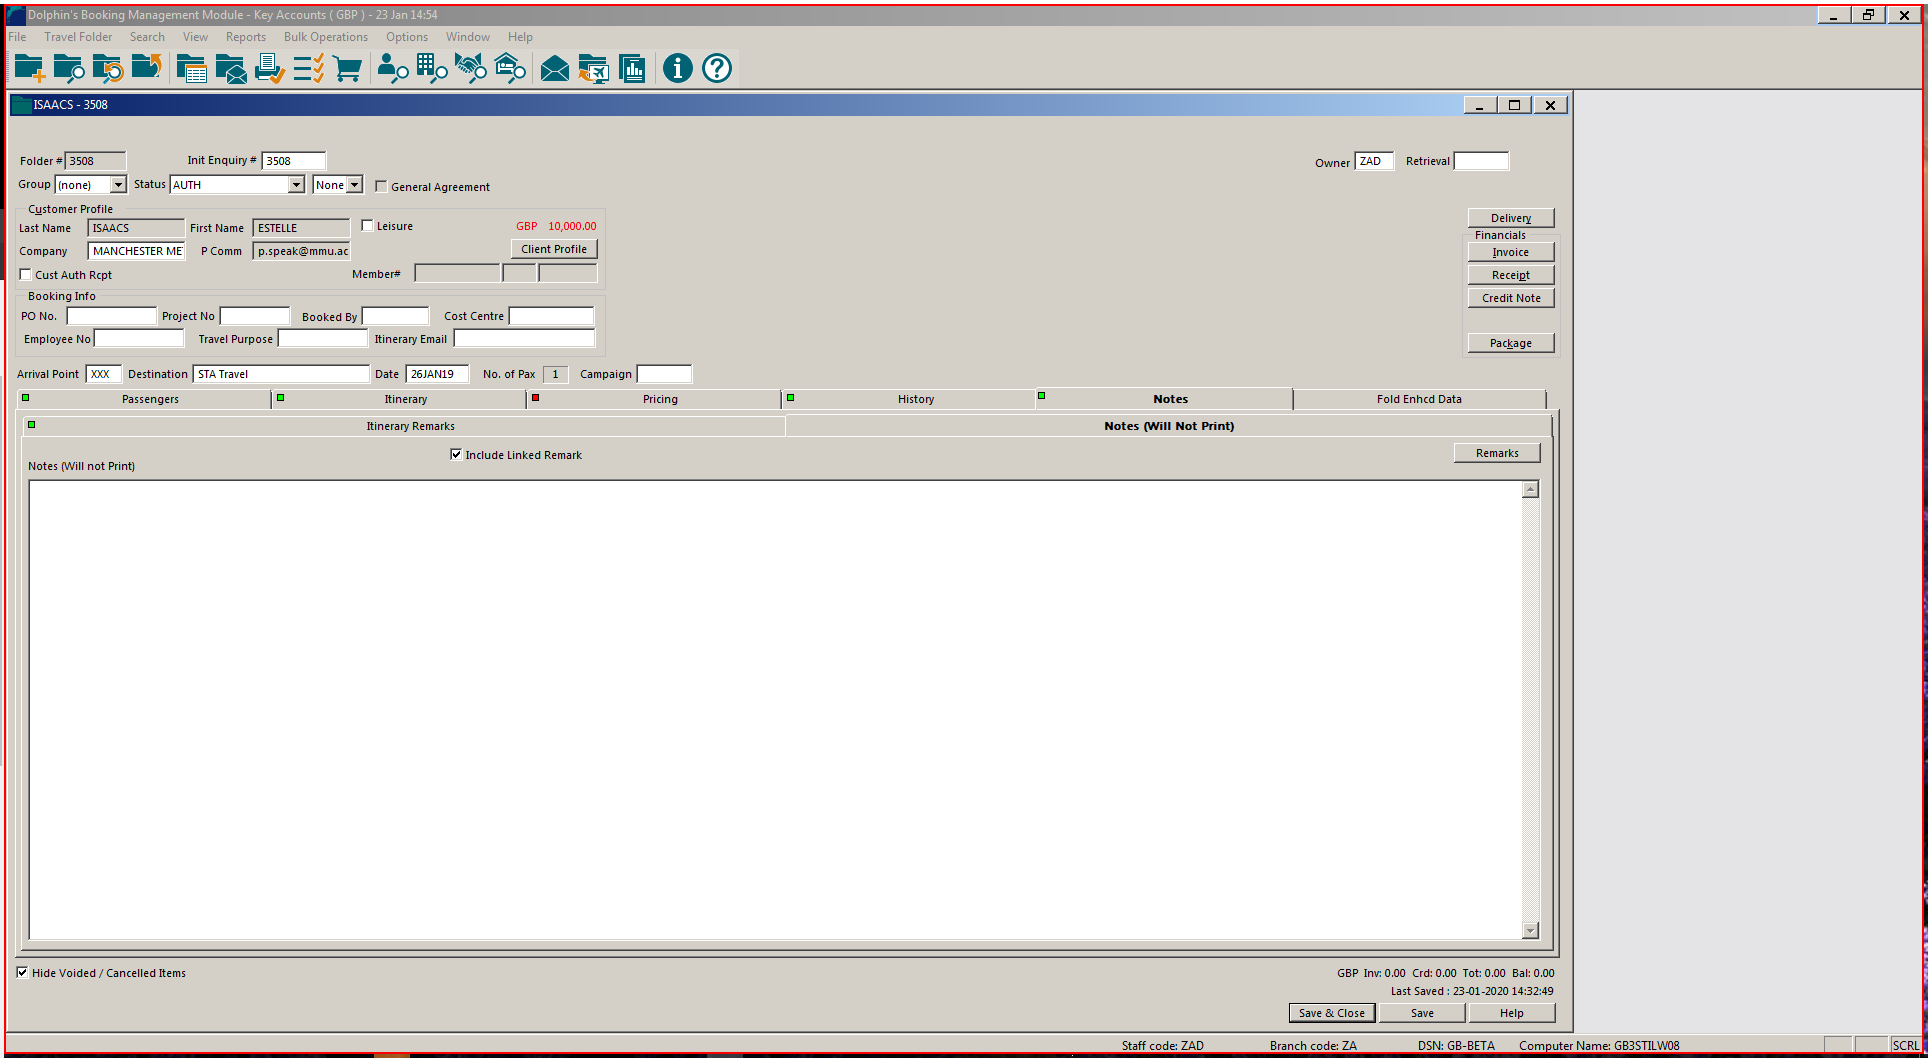 Dolphin's Booking Management Module - Key Accounts ( GBP ) - 23 Jan 14:54
File Travel Folder Search View Reports Bulk Operations Options Window Help
ISAACS - 3508
Folder # 3508 Init Enquiry # 3508 Owner ZAD Retrieval
Group (none) Status AUTH None General Agreement
Customer Profile
Last Name ISAACS First Name ESTELLE Leisure GBP 10,000.00
Company MANCHESTER ME P Comm p.speak@mmu.ac Client Profile
Cust Auth Rcpt Member#
Delivery
Financials
Invoice
Receipt
Credit Note
Package
Booking Info
PO No. Project No Booked By Cost Centre
Employee No Travel Purpose Itinerary Email
Arrival Point XXX Destination STA Travel Date 26JAN19 No. of Pax 1 Campaign
Passengers Itinerary Pricing History Notes Fold Enhcd Data
Itinerary Remarks Notes (Will Not Print)
Include Linked Remark Remarks
Notes (Will not Print)
Hide Voided / Cancelled Items GBP Inv: 0.00 Crd: 0.00 Tot: 0.00 Bal: 0.00
Last Saved : 23-01-2020 14:32:49
Save & Close Save Help
Staff code: ZAD Branch code: ZA DSN: GB-BETA Computer Name: GB3STILW08 SCRL